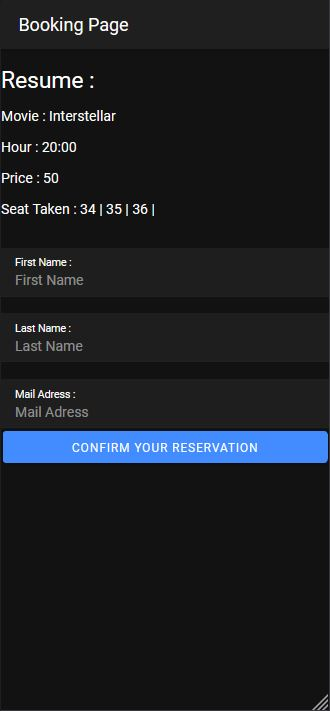 Booking Page
Resume :
Movie : Interstellar
Hour : 20:00
Price : 50
Seat Taken : 34 | 35 | 36 |
First Name :
First Name
Last Name :
Last Name
Mail Adress :
Mail Adress
CONFIRM YOUR RESERVATION